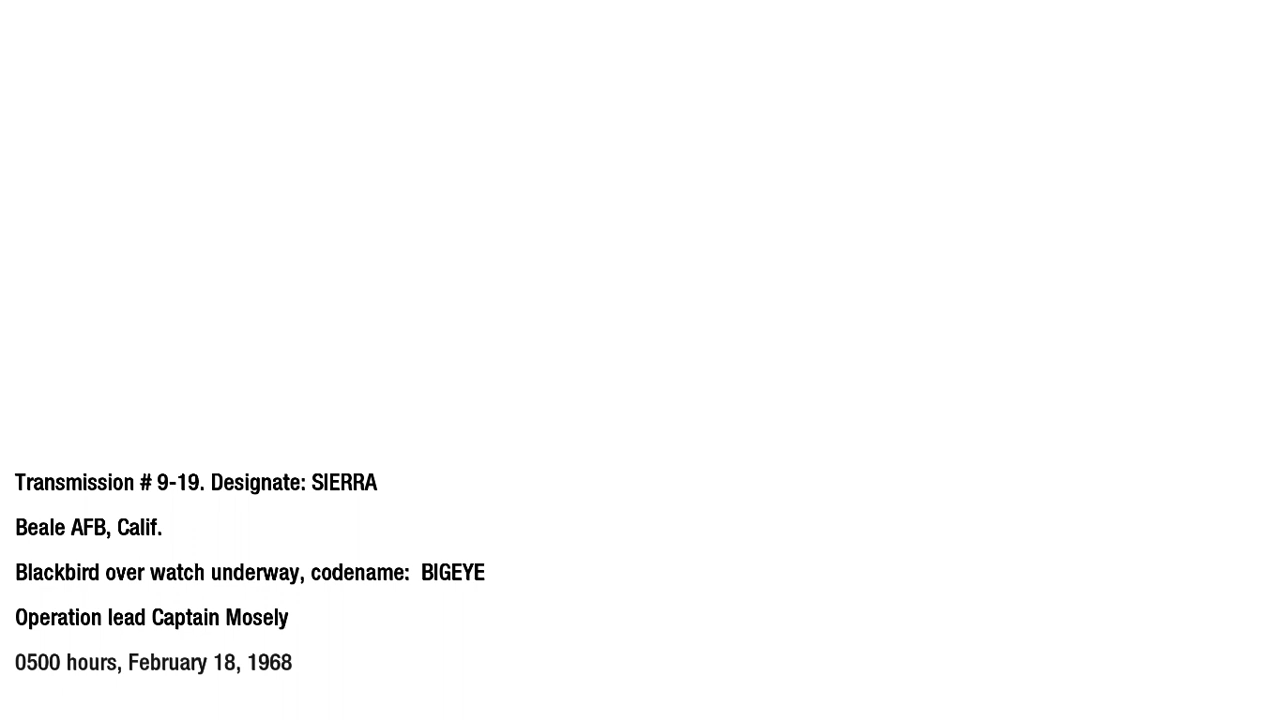 Transmission # 9-19. Designate: SIERRA
Beale AFB, Calif.
Blackbird over watch underway, codename:  BIGEYE
Operation lead Captain Mosely
0500 hours, February 18, 1968